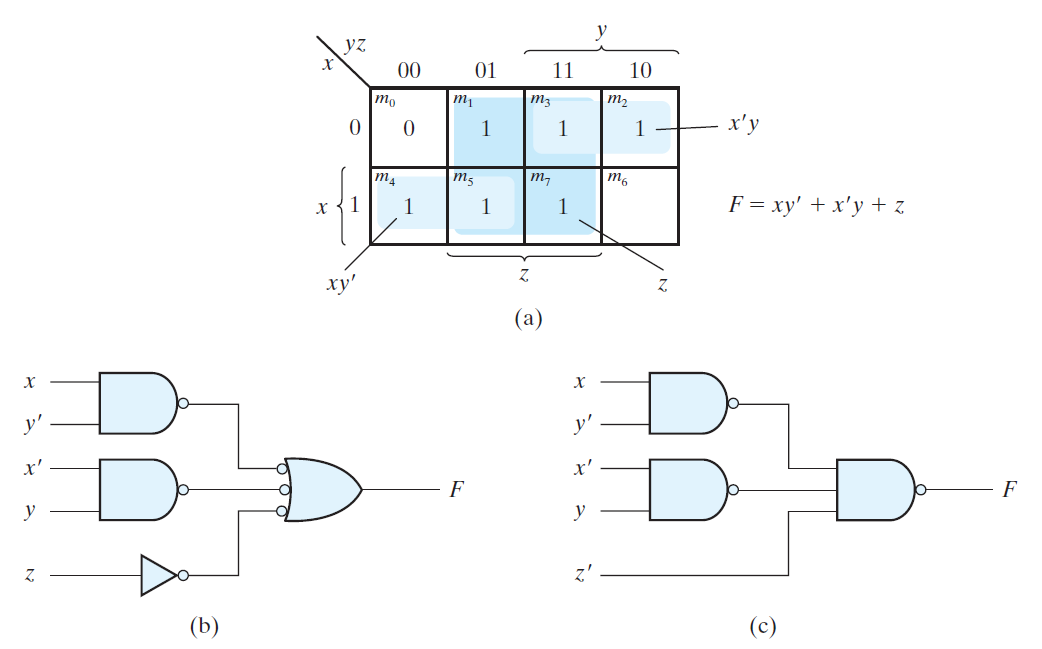 y
yz
x
00 01 11 10
m₀ m₁ m₃ m₂
0 0 1 1 1 x'y
m₄ m₅ m₇ m₆
x 1 1 1 1 F = xy' + x'y + z
xy' z z
(a)
x
y'
x'
y
z
F
(b)
x
y'
x'
y
z'
F
(c)